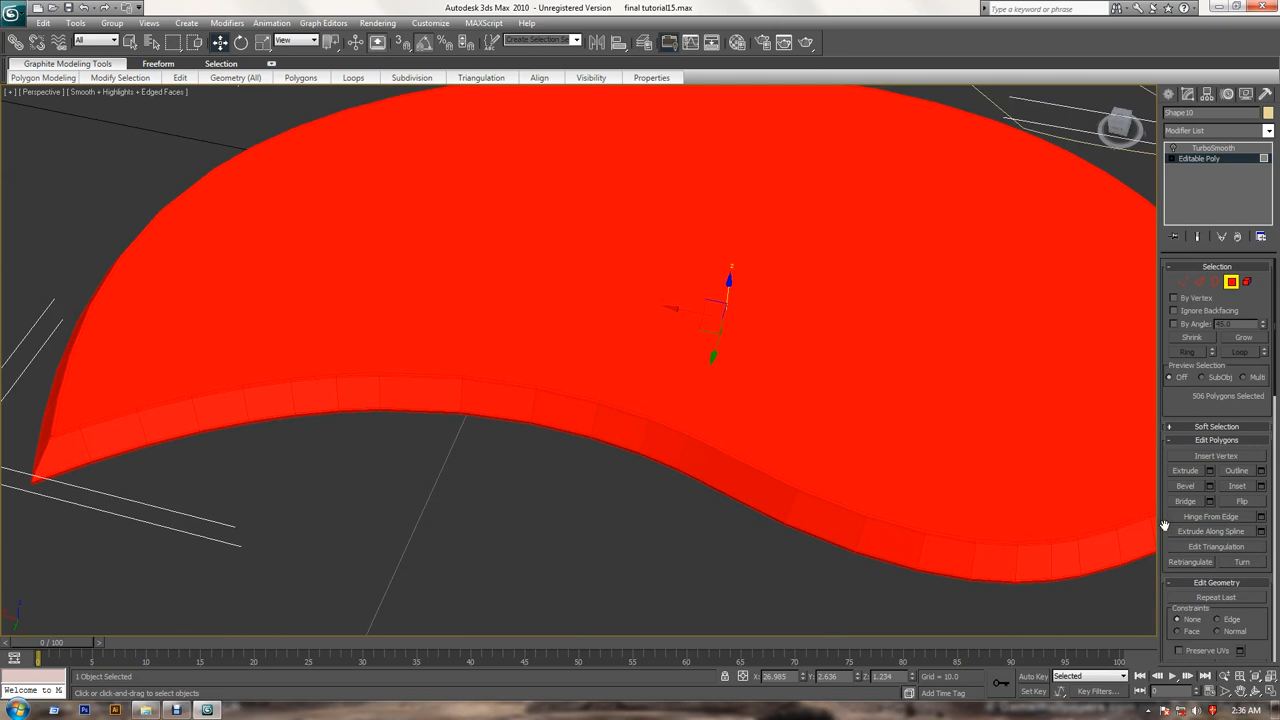 Autodesk 3ds Max 2010 - Unregistered Version final tutorial15.max
Type a keyword or phrase
Edit Tools Group Views Create Modifiers Animation Graph Editors Rendering Customize MAXScript Help
All View Create Selection Se
Graphite Modeling Tools Freeform Selection
Polygon Modeling Modify Selection Edit Geometry (All) Polygons Loops Subdivision Triangulation Align Visibility Properties
[ + ] [ Perspective ] [ Smooth + Highlights + Edged Faces ]
Shape10
Modifier List
TurboSmooth
Editable Poly
z
Selection
By Vertex
Ignore Backfacing
By Angle: 45.0
Shrink Grow
Ring Loop
Preview Selection
Off SubObj Multi
506 Polygons Selected
Soft Selection
Edit Polygons
Insert Vertex
Extrude Outline
Bevel Inset
Bridge Flip
Hinge From Edge
Extrude Along Spline
Edit Triangulation
Retriangulate Turn
Edit Geometry
Repeat Last
Constraints
None Edge
Face Normal
Preserve UVs
0 / 100
0 5 10 15 20 25 30 35 40 45 50 55 60 65 70 75 80 85 90 95 100
1 Object Selected X: 26.985 Y: 2.636 Z: 1.234 Grid = 10.0 Auto Key Selected
Welcome to M Click or click-and-drag to select objects Add Time Tag Set Key Key Filters... 0
2:36 AM